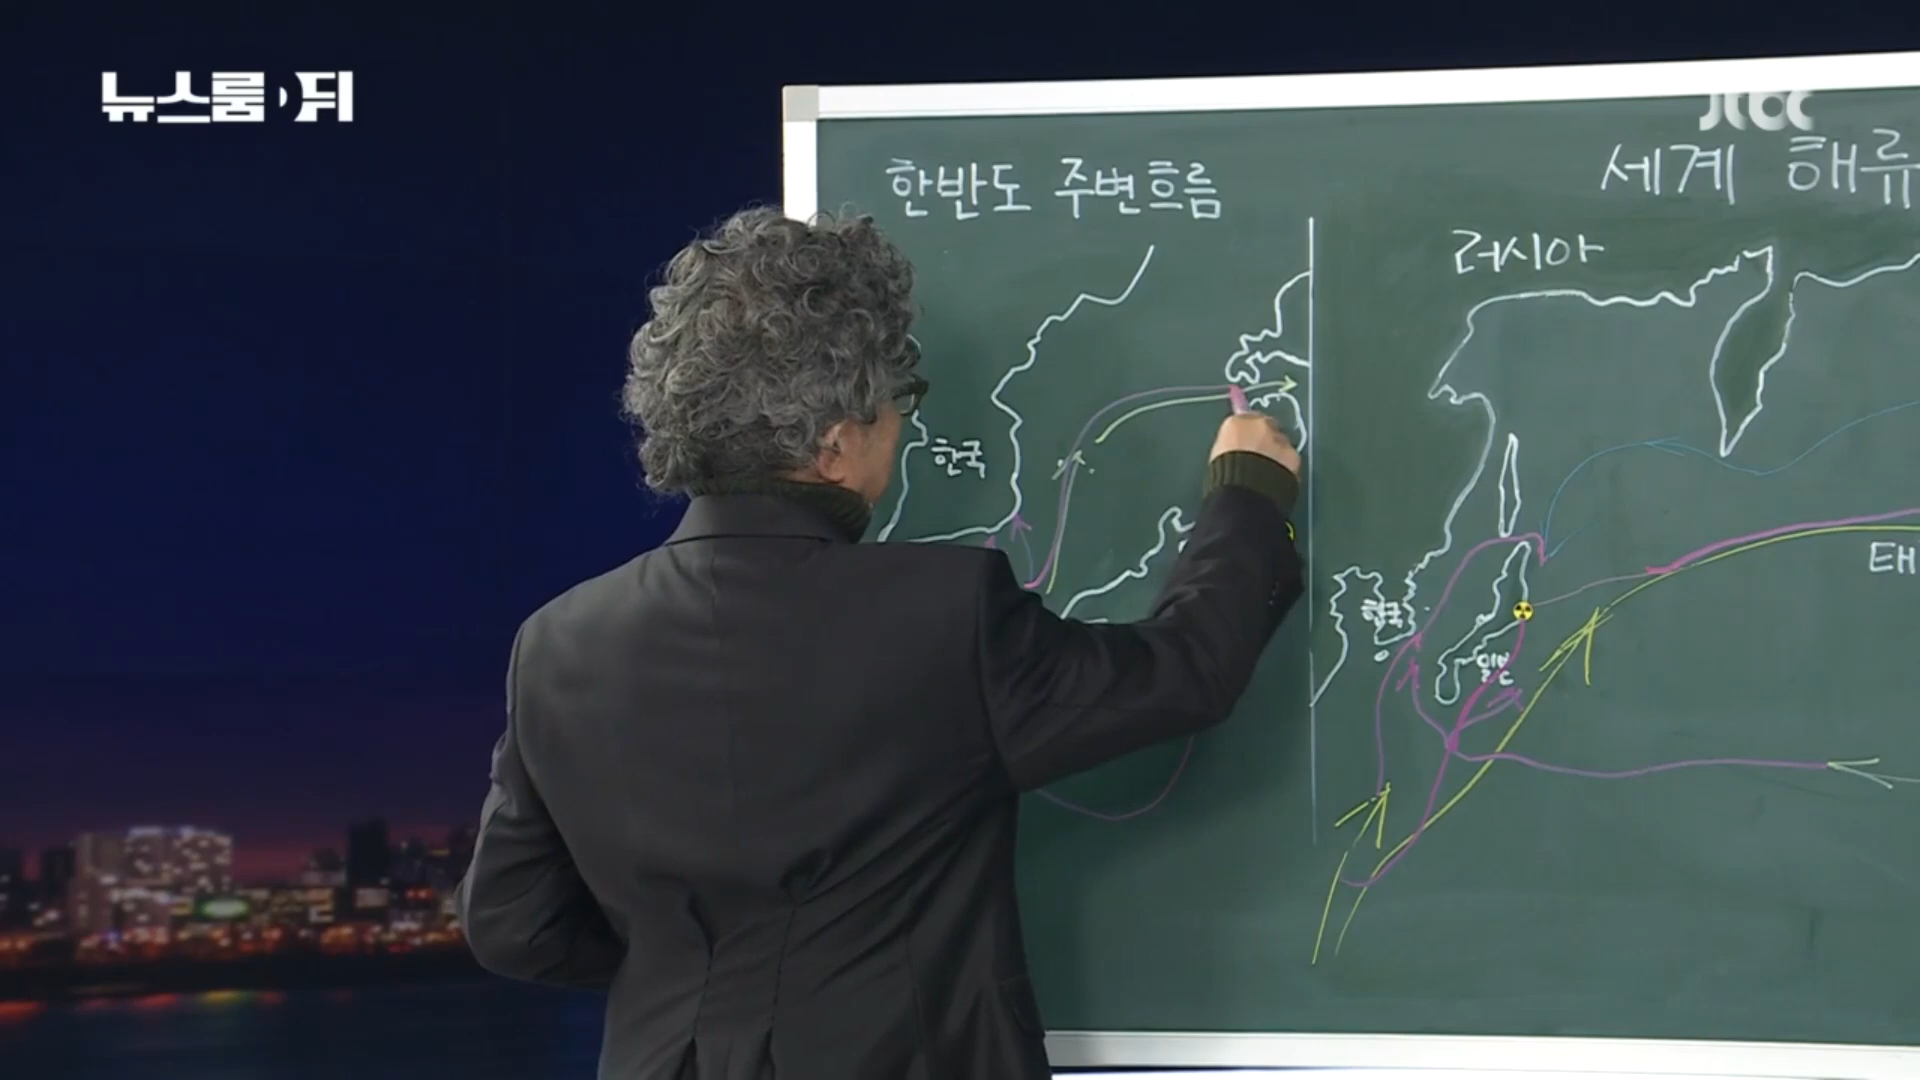 뉴스룸 뒤
jtbc
한반도 주변흐름
세계 해류
러시아
한국
태
한국
일본